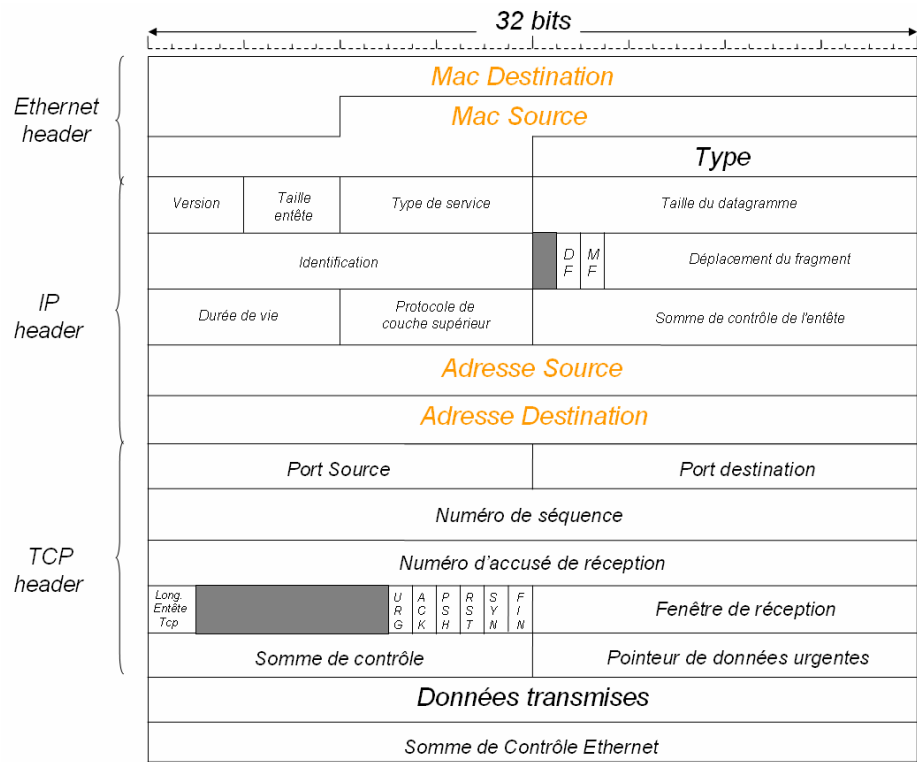 32 bits
Ethernet
header
Mac Destination
Mac Source
Type
IP
header
Version
Taille
entête
Type de service
Taille du datagramme
Identification
D
F
M
F
Déplacement du fragment
Durée de vie
Protocole de
couche supérieur
Somme de contrôle de l'entête
Adresse Source
Adresse Destination
TCP
header
Port Source
Port destination
Numéro de séquence
Numéro d'accusé de réception
Long.
Entête
Tcp
U
R
G
A
C
K
P
S
H
R
S
T
S
Y
N
F
I
N
Fenêtre de réception
Somme de contrôle
Pointeur de données urgentes
Données transmises
Somme de Contrôle Ethernet